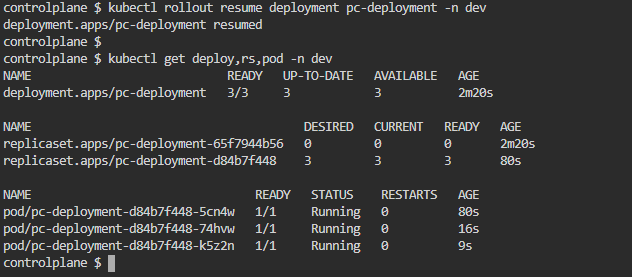 controlplane $ kubectl rollout resume deployment pc-deployment -n dev
deployment.apps/pc-deployment resumed
controlplane $
controlplane $ kubectl get deploy,rs,pod -n dev
NAME READY UP-TO-DATE AVAILABLE AGE
deployment.apps/pc-deployment 3/3 3 3 2m20s
NAME DESIRED CURRENT READY AGE
replicaset.apps/pc-deployment-65f7944b56 0 0 0 2m20s
replicaset.apps/pc-deployment-d84b7f448 3 3 3 80s
NAME READY STATUS RESTARTS AGE
pod/pc-deployment-d84b7f448-5cn4w 1/1 Running 0 80s
pod/pc-deployment-d84b7f448-74hvw 1/1 Running 0 16s
pod/pc-deployment-d84b7f448-k5z2n 1/1 Running 0 9s
controlplane $